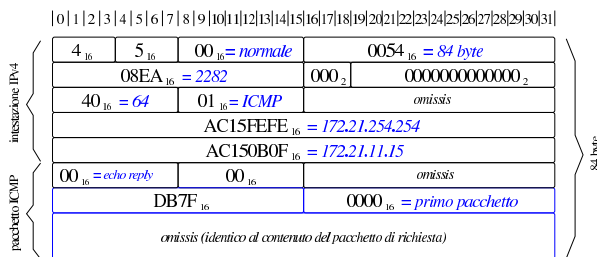 0 1 2 3 4 5 6 7 8 9 10 11 12 13 14 15 16 17 18 19 20 21 22 23 24 25 26 27 28 29 30 31
4 16 5 16 00 16 = normale 0054 16 = 84 byte
08EA 16 = 2282 000 2 0000000000000 2
40 16 = 64 01 16 = ICMP omissis
AC15FEFE 16 = 172.21.254.254
AC150B0F 16 = 172.21.11.15
00 16 = echo reply 00 16 omissis
DB7F 16 0000 16 = primo pacchetto
omissis (identico al contenuto del pacchetto di richiesta)
intestazione IPv4
pacchetto ICMP
84 byte